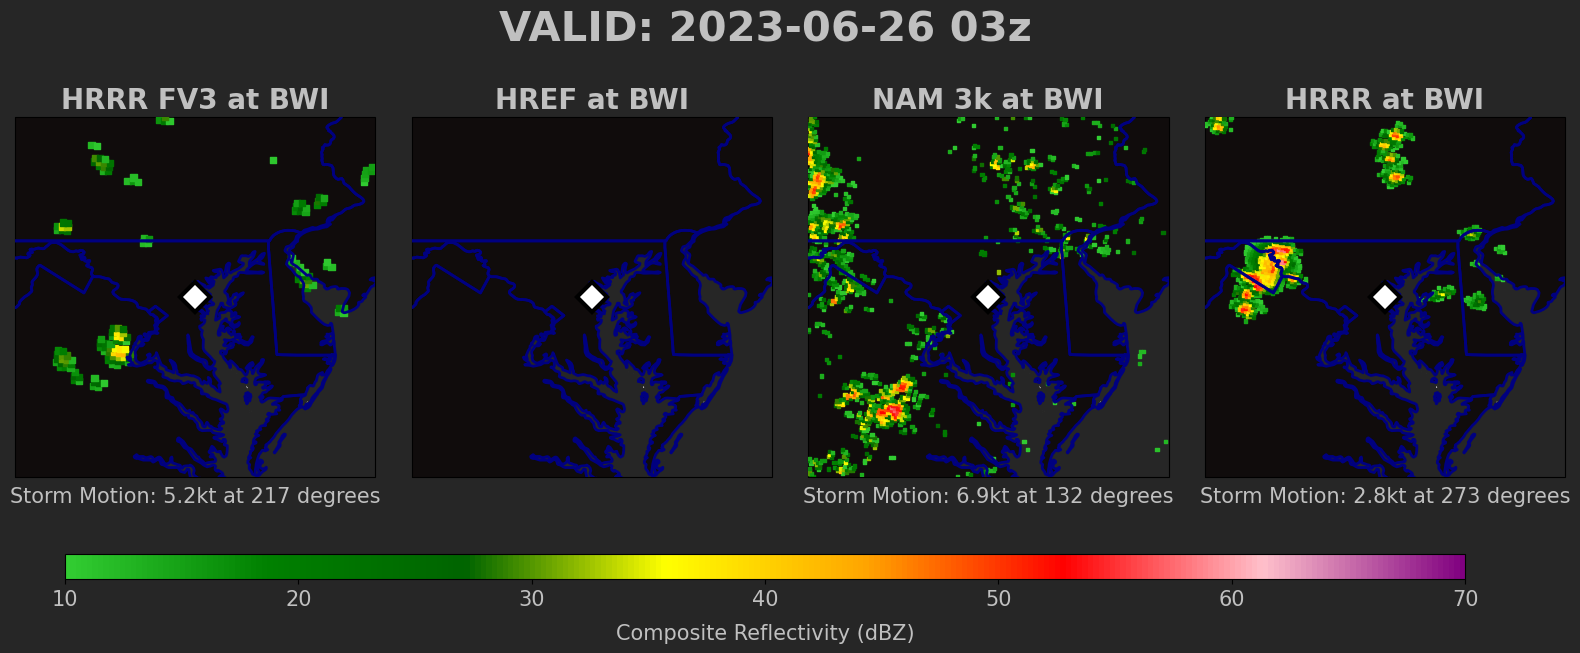 VALID: 2023-06-26 03z
HRRR FV3 at BWI
HREF at BWI
NAM 3k at BWI
HRRR at BWI
Storm Motion: 5.2kt at 217 degrees
Storm Motion: 6.9kt at 132 degrees
Storm Motion: 2.8kt at 273 degrees
10 20 30 40 50 60 70
Composite Reflectivity (dBZ)